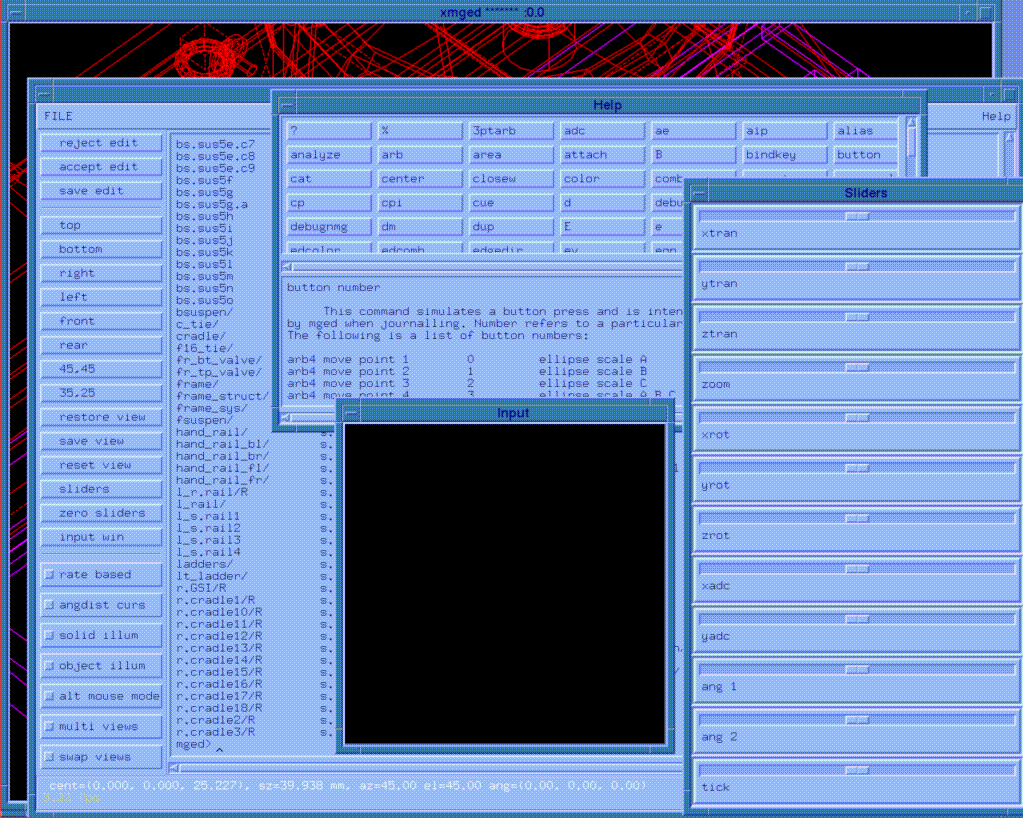 xmged ******* :0.0
FILE
Help
reject edit
accept edit
save edit
top
bottom
right
left
front
rear
45,45
35,25
restore view
save view
reset view
sliders
zero sliders
input win
rate based
angdist curs
solid illum
object illum
alt mouse mode
multi views
swap views
bs.sus5e.c7
bs.sus5e.c8
bs.sus5e.c9
bs.sus5f
bs.sus5g
bs.sus5g.a
bs.sus5h
bs.sus5i
bs.sus5j
bs.sus5k
bs.sus5l
bs.sus5m
bs.sus5n
bs.sus5o
bsuspen/
c_tie/
cradle/
f16_tie/
fr_bt_valve/
fr_tp_valve/
frame/
frame_struct/
frame_sys/
fsuspen/
hand_rail/ s.
hand_rail_bl/ s.
hand_rail_br/ s.
hand_rail_fl/ s.
hand_rail_fr/ s.
l_r.rail/R s.
l_rail/ s.
l_s.rail1 s.
l_s.rail2 s.
l_s.rail3 s.
l_s.rail4 s.
ladders/ s.
lt_ladder/ s.
r.GSI/R s.
r.cradle1/R s.
r.cradle10/R s.
r.cradle11/R s.
r.cradle12/R s.
r.cradle13/R s.
r.cradle14/R s.
r.cradle15/R s.
r.cradle16/R s.
r.cradle17/R s.
r.cradle18/R s.
r.cradle2/R s.
r.cradle3/R s.
mged>
cent=(0.000, 0.000, 25.227), sz=39.938 mm, az=45.00 el=45.00 ang=(0.00, 0.00, 0.00)
fps
Help
? % 3ptarb adc ae aip alias
analyze arb area attach B bindkey button
cat center closew color comb
cp cpi cue d debu
debugnmg dm dup E e
edcolor edcomb edgedir ev eqn
button number
This command simulates a button press and is inten
by mged when journalling. Number refers to a particular
The following is a list of button numbers:
arb4 move point 1 0 ellipse scale A
arb4 move point 2 1 ellipse scale B
arb4 move point 3 2 ellipse scale C
arb4 move point 4 3 ellipse scale A,B,C
Input
Sliders
xtran
ytran
ztran
zoom
xrot
yrot
zrot
xadc
yadc
ang 1
ang 2
tick